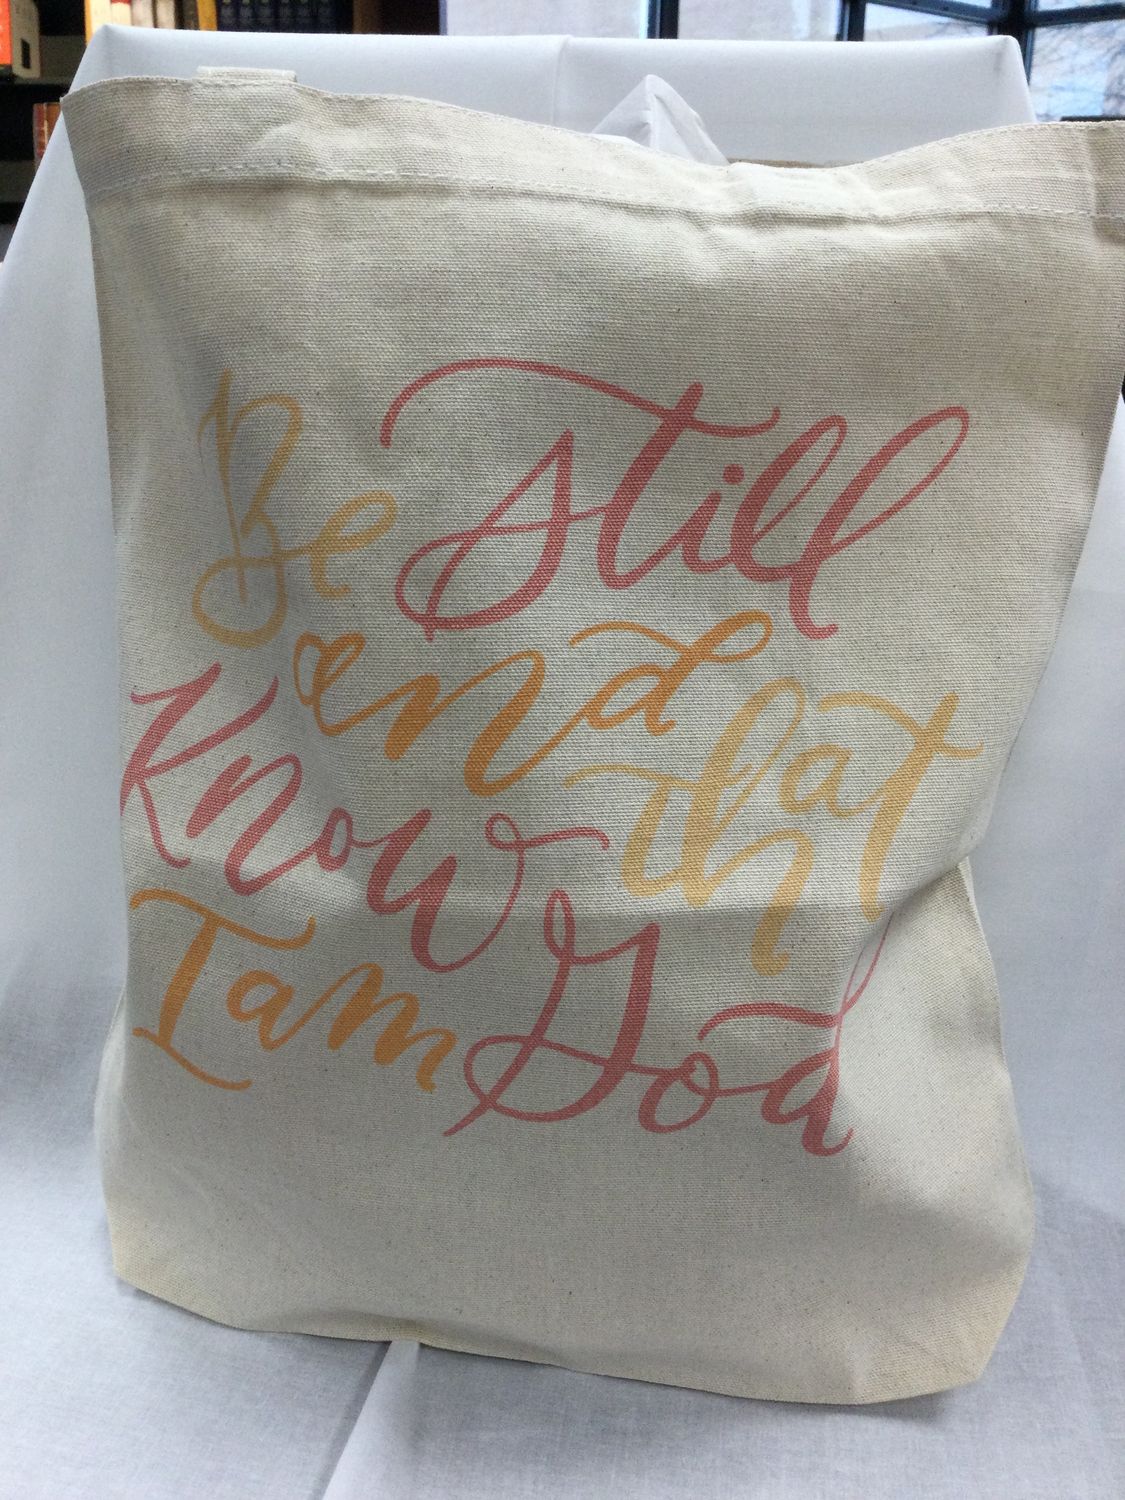 Be Still
and
Know that
I am God